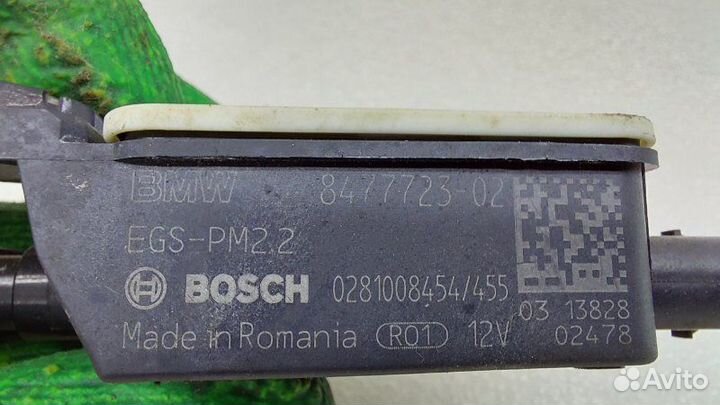 BMW 8477723-02
EGS-PM2.2
BOSCH 0281008454/455
03 13828
Made in Romania R01 12V
02478
Avito